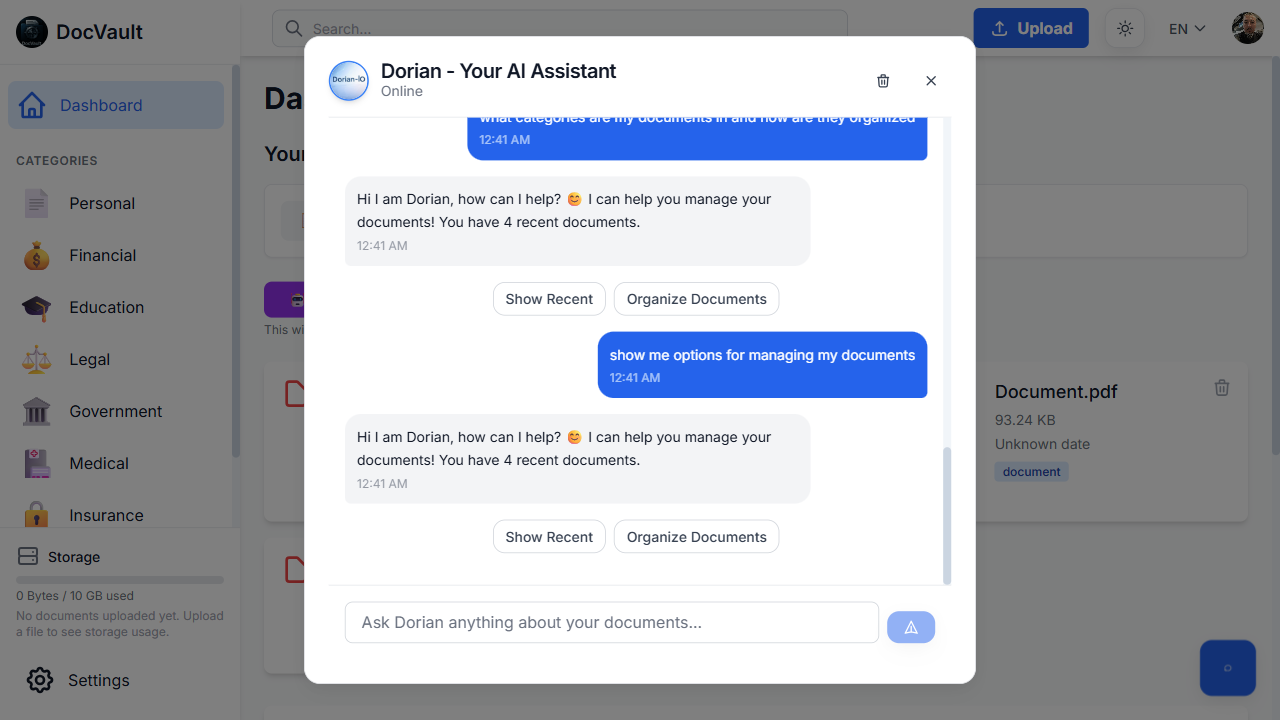 DocVault
Search...
Upload
EN
Dashboard
CATEGORIES
Personal
Financial
Education
Legal
Government
Medical
Insurance
Storage
0 Bytes / 10 GB used
No documents uploaded yet. Upload
a file to see storage usage.
Settings
Da
Your
This wi
Dorian-IO
Dorian - Your AI Assistant
Online
what categories are my documents in and how are they organized
12:41 AM
Hi I am Dorian, how can I help? 😊 I can help you manage your
documents! You have 4 recent documents.
12:41 AM
Show Recent
Organize Documents
show me options for managing my documents
12:41 AM
Hi I am Dorian, how can I help? 😊 I can help you manage your
documents! You have 4 recent documents.
12:41 AM
Show Recent
Organize Documents
Ask Dorian anything about your documents...
Document.pdf
93.24 KB
Unknown date
document